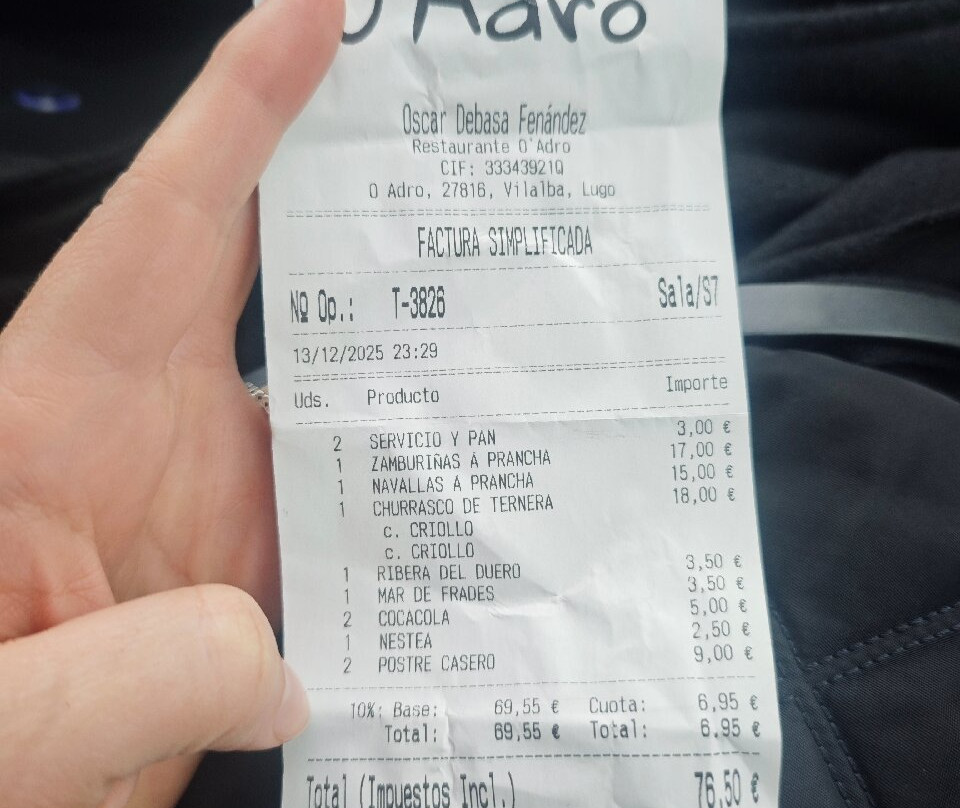 O'Adro
Oscar Debasa Fenández
Restaurante O'Adro
CIF: 33343921Q
O Adro, 27816, Vilalba, Lugo
FACTURA SIMPLIFICADA
Nº Op.: T-3826 Sala/S7
13/12/2025 23:29
Uds. Producto Importe
2 SERVICIO Y PAN 3,00 €
1 ZAMBURIÑAS Á PRANCHA 17,00 €
1 NAVALLAS Á PRANCHA 15,00 €
1 CHURRASCO DE TERNERA 18,00 €
c. CRIOLLO
c. CRIOLLO
1 RIBERA DEL DUERO 3,50 €
1 MAR DE FRADES 3,50 €
2 COCACOLA 5,00 €
1 NESTEA 2,50 €
2 POSTRE CASERO 9,00 €
10%: Base: 69,55 € Cuota: 6,95 €
Total: 69,55 € Total: 6,95 €
Total (Impuestos Incl.) 76,50 €